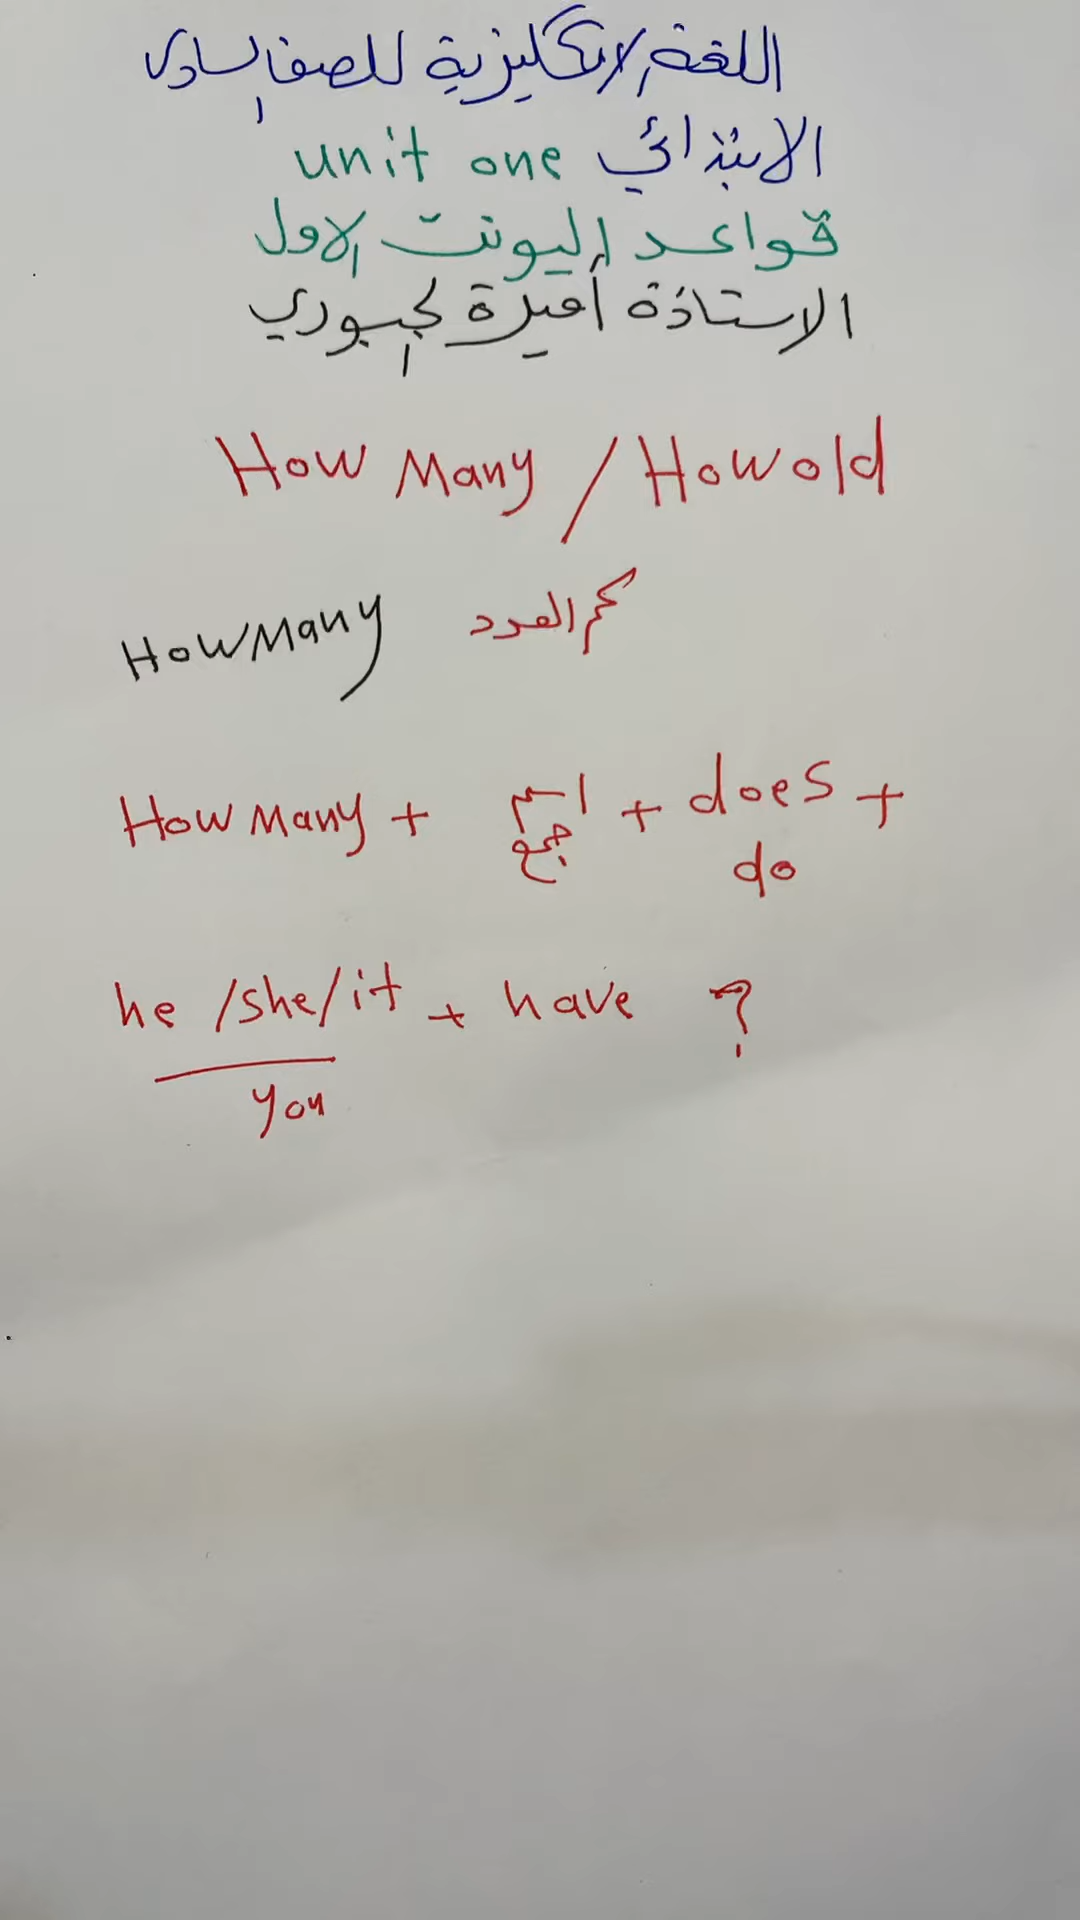 اللغة الانكليزية للصف السادس
الابتدائي unit one
قواعد اليونت الاول
الاستاذة أميرة الجبوري
How Many / How old
How Many كم العدد
How Many + اسم جمع + does +
do
he /she/it + have ?
you